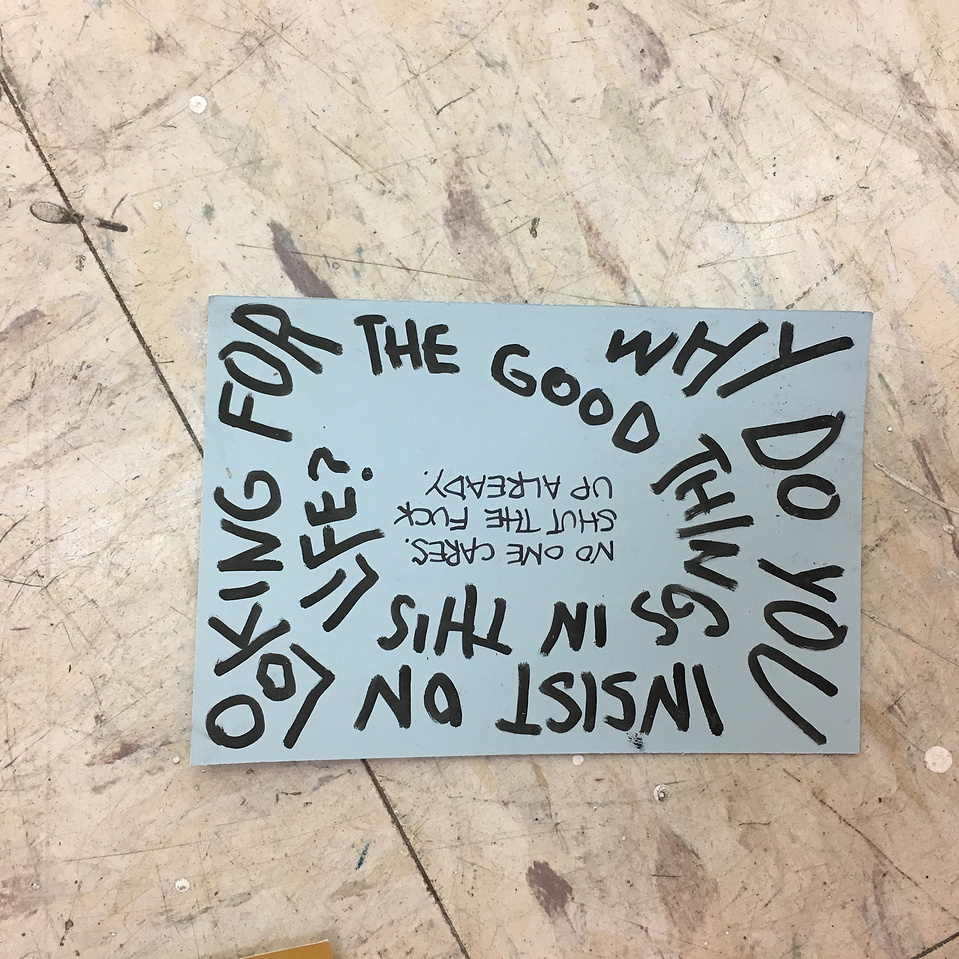 WHY DO YOU
INSIST ON
LOOKING FOR
THE GOOD
THINGS
IN THIS
LIFE?
NO ONE CARES.
SHUT THE FUCK
UP ALREADY.